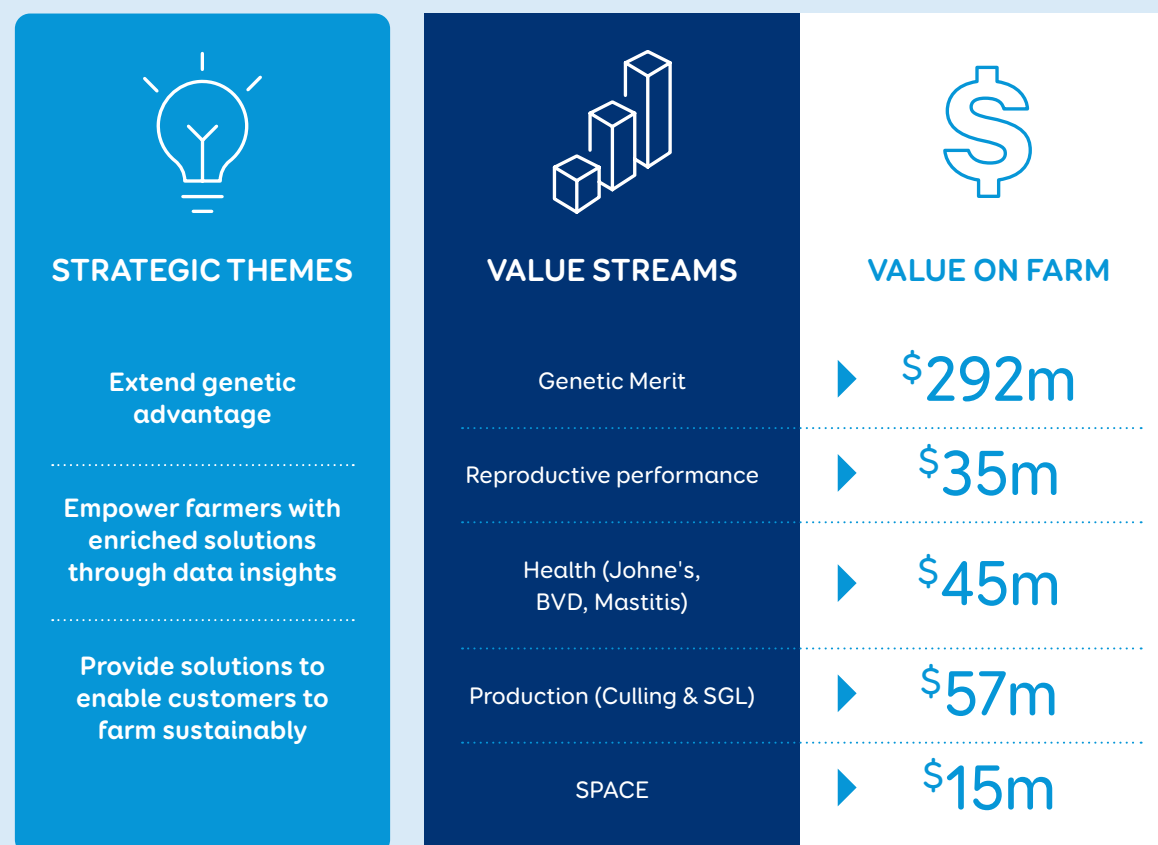 STRATEGIC THEMES
Extend genetic
advantage
Empower farmers with
enriched solutions
through data insights
Provide solutions to
enable customers to
farm sustainably
VALUE STREAMS
VALUE ON FARM
Genetic Merit
$292m
Reproductive performance
$35m
Health (Johne's,
BVD, Mastitis)
$45m
Production (Culling & SGL)
$57m
SPACE
$15m